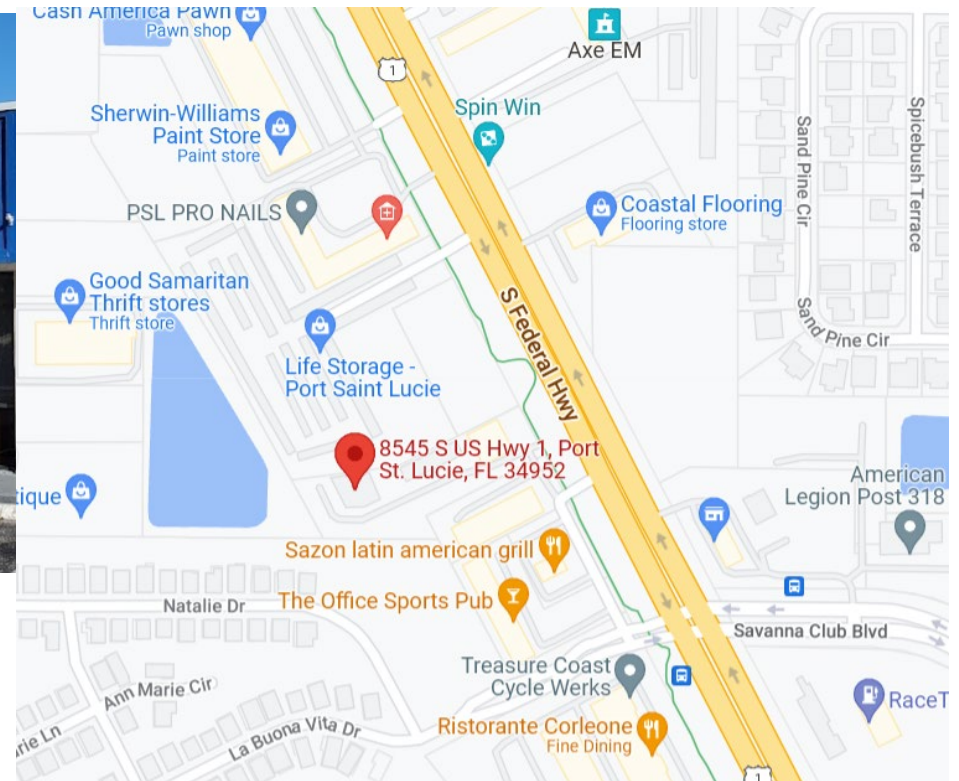 Cash America Pawn
Pawn shop
1
Axe EM
Sherwin-Williams
Paint Store
Paint store
Spin Win
PSL PRO NAILS
Coastal Flooring
Flooring store
Sand Pine Cir
Spicebush Terrace
Good Samaritan
Thrift stores
Thrift store
S Federal Hwy
Sand Pine Cir
Life Storage -
Port Saint Lucie
8545 S US Hwy 1, Port
St. Lucie, FL 34952
tique
American
Legion Post 318
Sazon latin american grill
The Office Sports Pub
Natalie Dr
Savanna Club Blvd
Treasure Coast
Cycle Werks
Ann Marie Cir
RaceT
rie Ln
La Buona Vita Dr
Ristorante Corleone
Fine Dining
1